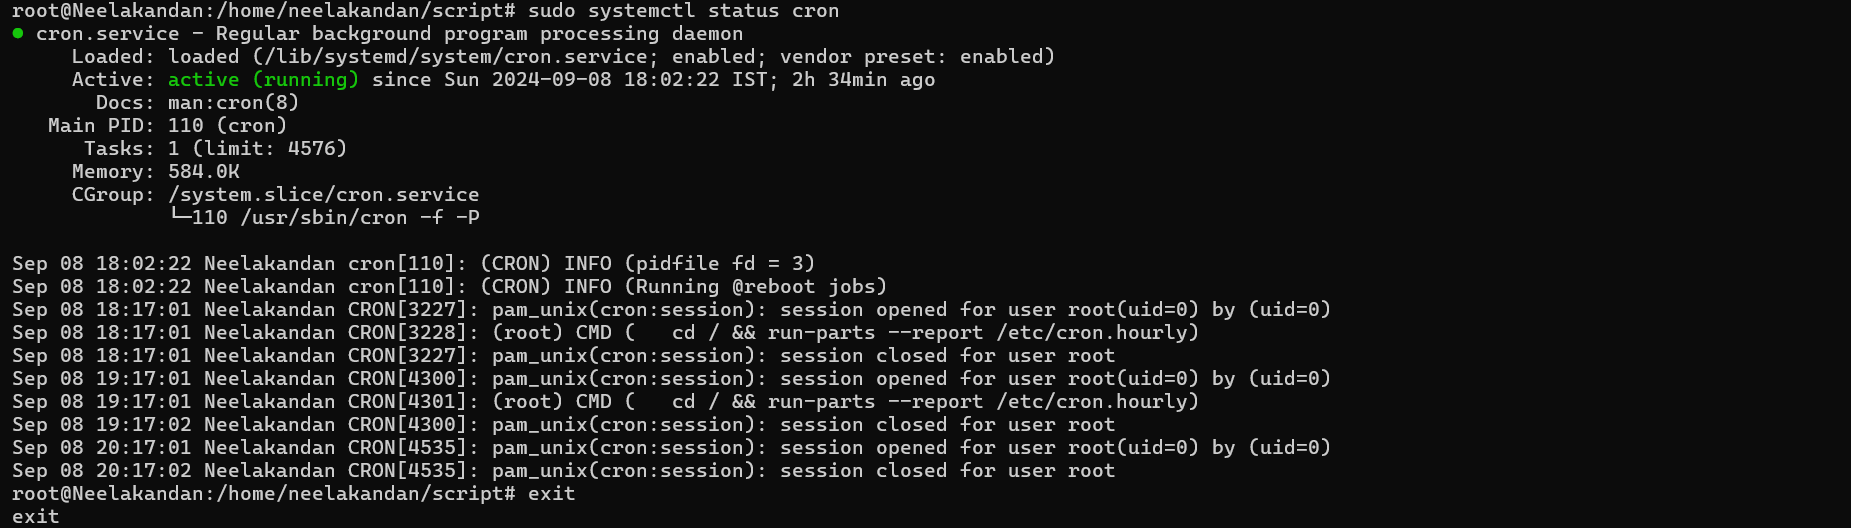 root@Neelakandan:/home/neelakandan/script# sudo systemctl status cron
● cron.service - Regular background program processing daemon
     Loaded: loaded (/lib/systemd/system/cron.service; enabled; vendor preset: enabled)
     Active: active (running) since Sun 2024-09-08 18:02:22 IST; 2h 34min ago
       Docs: man:cron(8)
   Main PID: 110 (cron)
      Tasks: 1 (limit: 4576)
     Memory: 584.0K
     CGroup: /system.slice/cron.service
             └─110 /usr/sbin/cron -f -P

Sep 08 18:02:22 Neelakandan cron[110]: (CRON) INFO (pidfile fd = 3)
Sep 08 18:02:22 Neelakandan cron[110]: (CRON) INFO (Running @reboot jobs)
Sep 08 18:17:01 Neelakandan CRON[3227]: pam_unix(cron:session): session opened for user root(uid=0) by (uid=0)
Sep 08 18:17:01 Neelakandan CRON[3228]: (root) CMD (   cd / && run-parts --report /etc/cron.hourly)
Sep 08 18:17:01 Neelakandan CRON[3227]: pam_unix(cron:session): session closed for user root
Sep 08 19:17:01 Neelakandan CRON[4300]: pam_unix(cron:session): session opened for user root(uid=0) by (uid=0)
Sep 08 19:17:01 Neelakandan CRON[4301]: (root) CMD (   cd / && run-parts --report /etc/cron.hourly)
Sep 08 19:17:02 Neelakandan CRON[4300]: pam_unix(cron:session): session closed for user root
Sep 08 20:17:01 Neelakandan CRON[4535]: pam_unix(cron:session): session opened for user root(uid=0) by (uid=0)
Sep 08 20:17:02 Neelakandan CRON[4535]: pam_unix(cron:session): session closed for user root
root@Neelakandan:/home/neelakandan/script# exit
exit